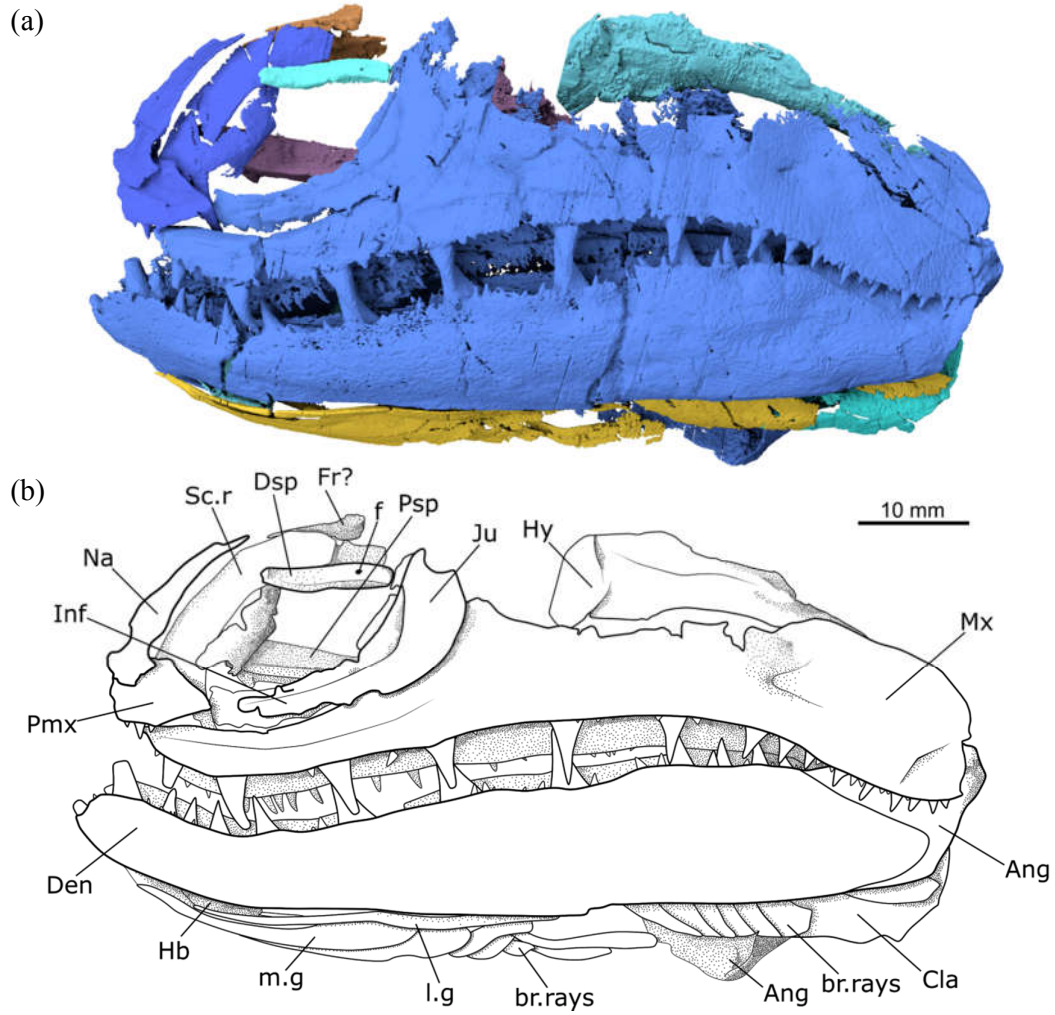 (a)
(b)
Fr?
Dsp
f
Psp
Sc.r
Ju
Hy
10 mm
Na
Inf
Mx
Pmx
Den
Ang
Hb
m.g
l.g
br.rays
Ang
br.rays
Cla